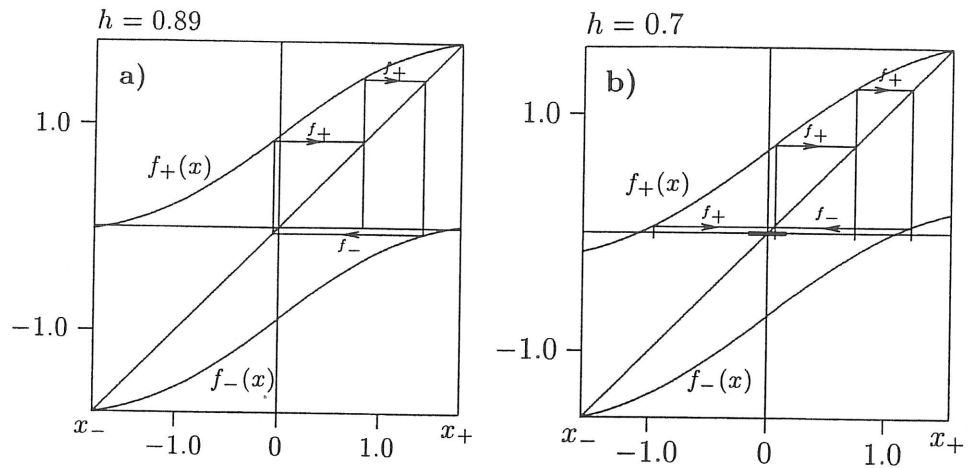 h = 0.89
a)
f₊
1.0
f₊
f₊(x)
f₋
−1.0
f₋(x)
x₋
-1.0
0
1.0
x₊
h = 0.7
b)
f₊
1.0
f₊
f₊(x)
f₊
f₋
−1.0
f₋(x)
x₋
-1.0
0
1.0
x₊